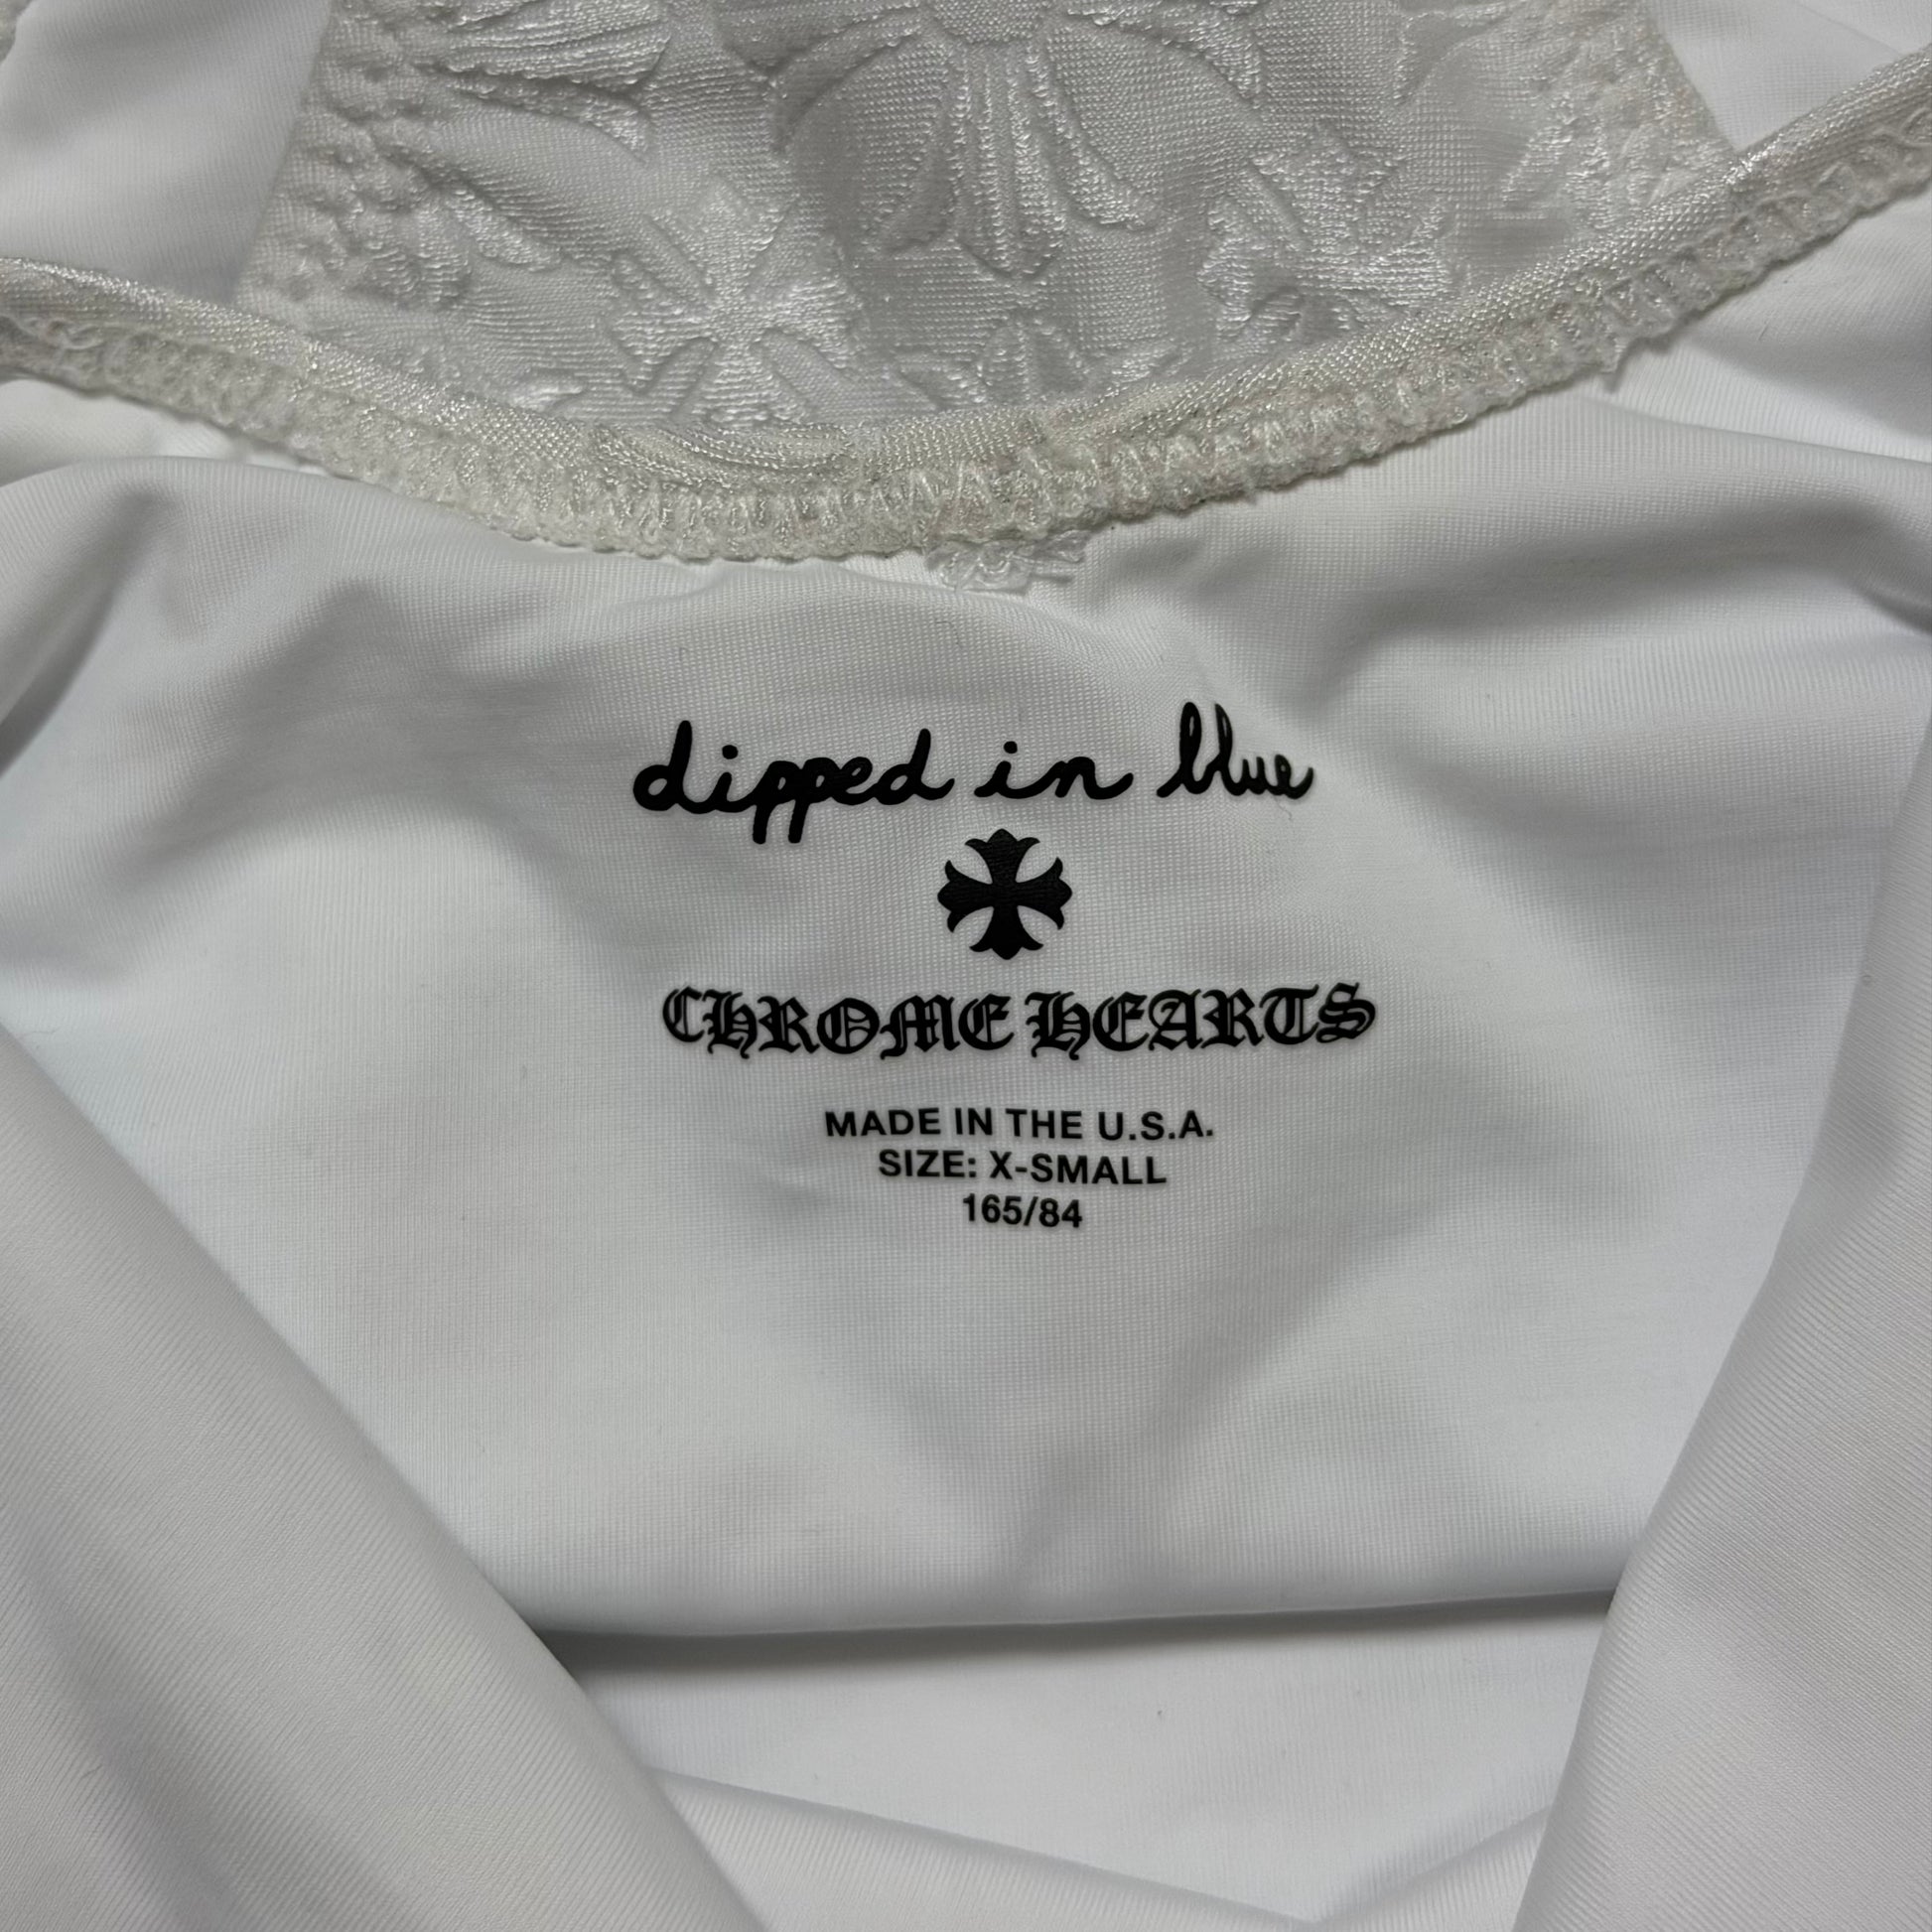 dipped in blue
CHROME HEARTS
MADE IN THE U.S.A.
SIZE: X-SMALL
165/84